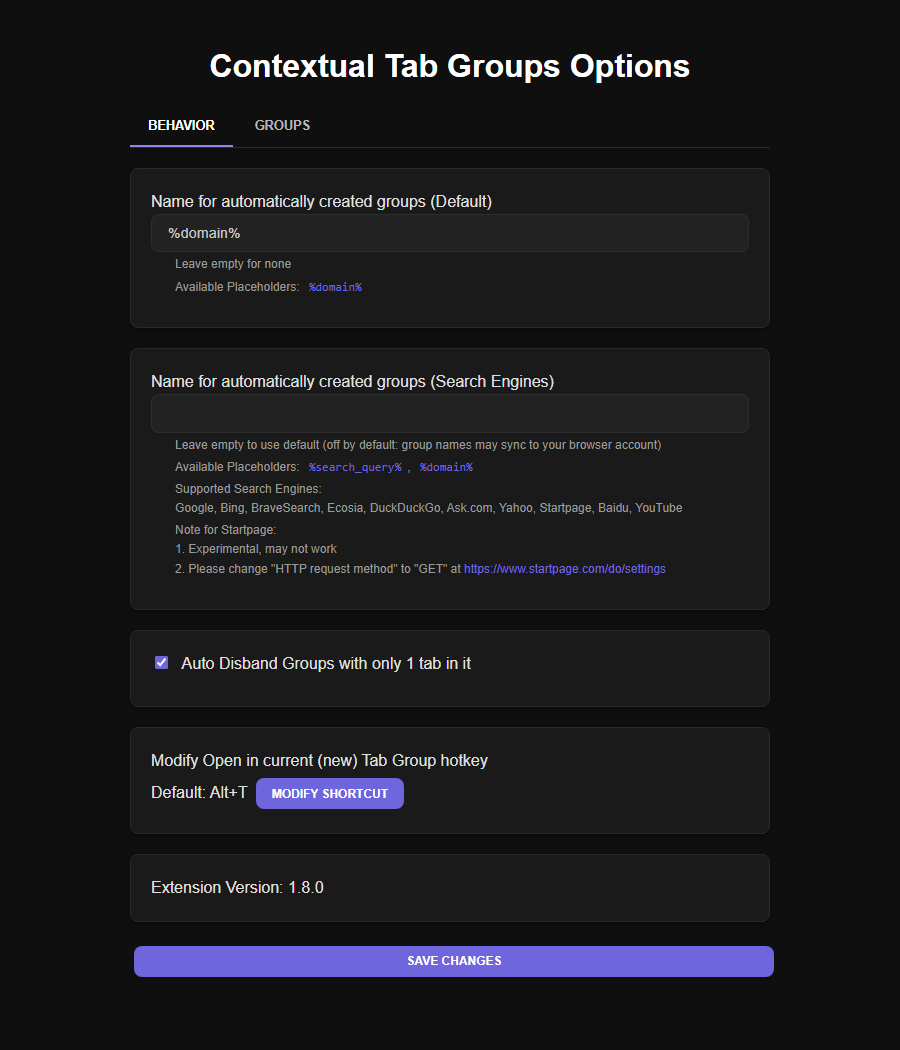 Contextual Tab Groups Options
BEHAVIOR
GROUPS
Name for automatically created groups (Default)
%domain%
Leave empty for none
Available Placeholders: %domain%
Name for automatically created groups (Search Engines)
Leave empty to use default (off by default: group names may sync to your browser account)
Available Placeholders: %search_query% , %domain%
Supported Search Engines:
Google, Bing, BraveSearch, Ecosia, DuckDuckGo, Ask.com, Yahoo, Startpage, Baidu, YouTube
Note for Startpage:
1. Experimental, may not work
2. Please change "HTTP request method" to "GET" at https://www.startpage.com/do/settings
Auto Disband Groups with only 1 tab in it
Modify Open in current (new) Tab Group hotkey
Default: Alt+T MODIFY SHORTCUT
Extension Version: 1.8.0
SAVE CHANGES